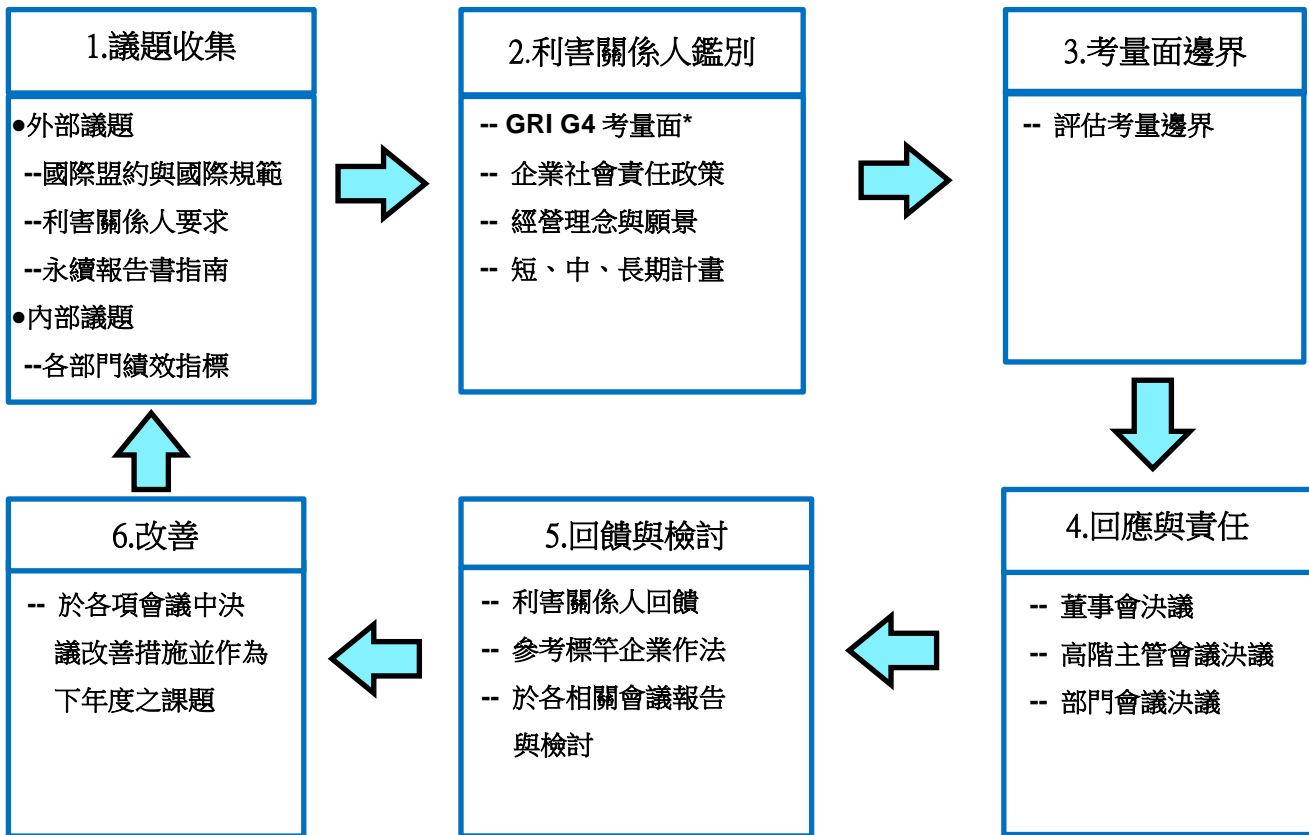 1.議題收集
●外部議題
--國際盟約與國際規範
--利害關係人要求
--永續報告書指南
●內部議題
--各部門績效指標
2.利害關係人鑑別
-- GRI G4 考量面*
-- 企業社會責任政策
-- 經營理念與願景
-- 短、中、長期計畫
3.考量面邊界
-- 評估考量邊界
4.回應與責任
-- 董事會決議
-- 高階主管會議決議
-- 部門會議決議
5.回饋與檢討
-- 利害關係人回饋
-- 參考標竿企業作法
-- 於各相關會議報告
與檢討
6.改善
-- 於各項會議中決
議改善措施並作為
下年度之課題